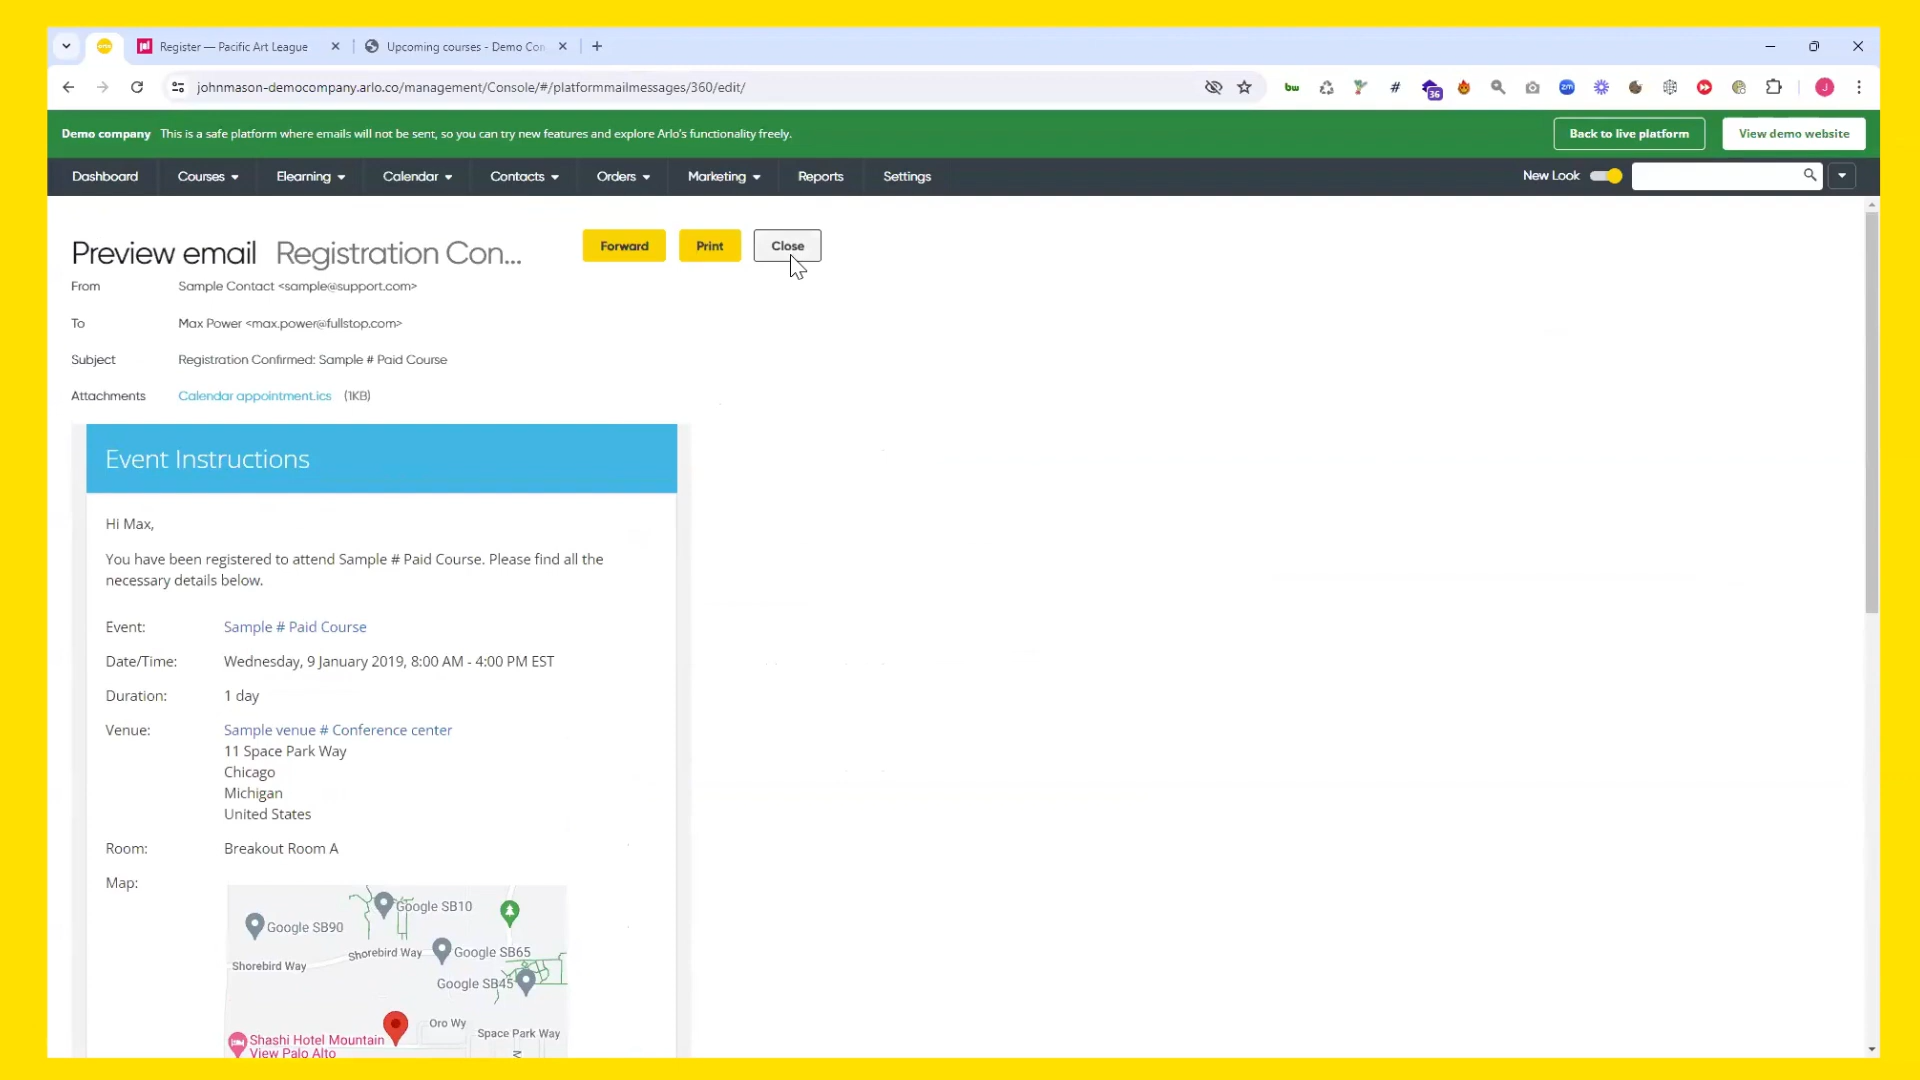 Register — Pacific Art League
Upcoming courses - Demo Con
johnmason-democompany.arlo.co/management/Console/#/platformmailmessages/360/edit/
bw
#
36
zm
J
Demo company This is a safe platform where emails will not be sent, so you can try new features and explore Arlo's functionality freely.
Back to live platform
View demo website
Dashboard Courses Elearning Calendar Contacts Orders Marketing Reports Settings
New Look
Preview email Registration Con...
Forward
Print
Close
From Sample Contact <sample@support.com>
To Max Power <max.power@fullstop.com>
Subject Registration Confirmed: Sample # Paid Course
Attachments Calendar appointment.ics (1KB)
Event Instructions
Hi Max,
You have been registered to attend Sample # Paid Course. Please find all the
necessary details below.
Event: Sample # Paid Course
Date/Time: Wednesday, 9 January 2019, 8:00 AM - 4:00 PM EST
Duration: 1 day
Venue: Sample venue # Conference center
11 Space Park Way
Chicago
Michigan
United States
Room: Breakout Room A
Map:
Google SB10
Google SB90
Shorebird Way
Google SB65
Shorebird Way
Google SB45
Oro Wy
Space Park Way
Shashi Hotel Mountain
View Palo Alto